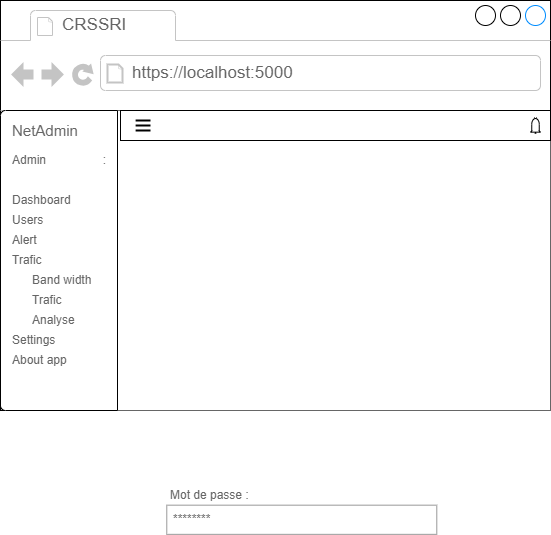 CRSSRI
https://localhost:5000
NetAdmin
Admin :
Dashboard
Users
Alert
Trafic
Band width
Trafic
Analyse
Settings
About app
Mot de passe :
********